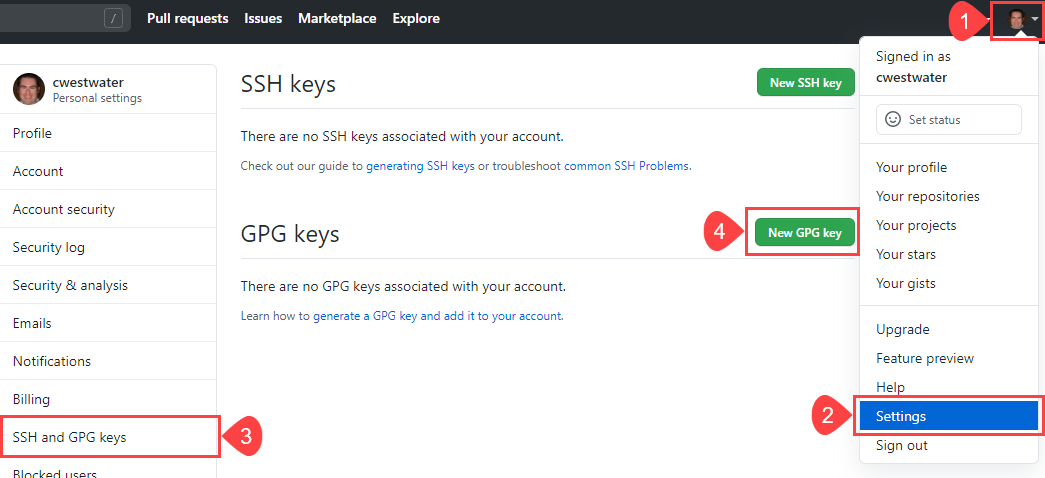 /
Pull requests Issues Marketplace Explore
1
cwestwater
Personal settings
Profile
Account
Account security
Security log
Security & analysis
Emails
Notifications
Billing
SSH and GPG keys
3
Blocked users
SSH keys
New SSH key
There are no SSH keys associated with your account.
Check out our guide to generating SSH keys or troubleshoot common SSH Problems.
GPG keys
4
New GPG key
There are no GPG keys associated with your account.
Learn how to generate a GPG key and add it to your account.
Signed in as
cwestwater
Set status
Your profile
Your repositories
Your projects
Your stars
Your gists
Upgrade
Feature preview
Help
2
Settings
Sign out